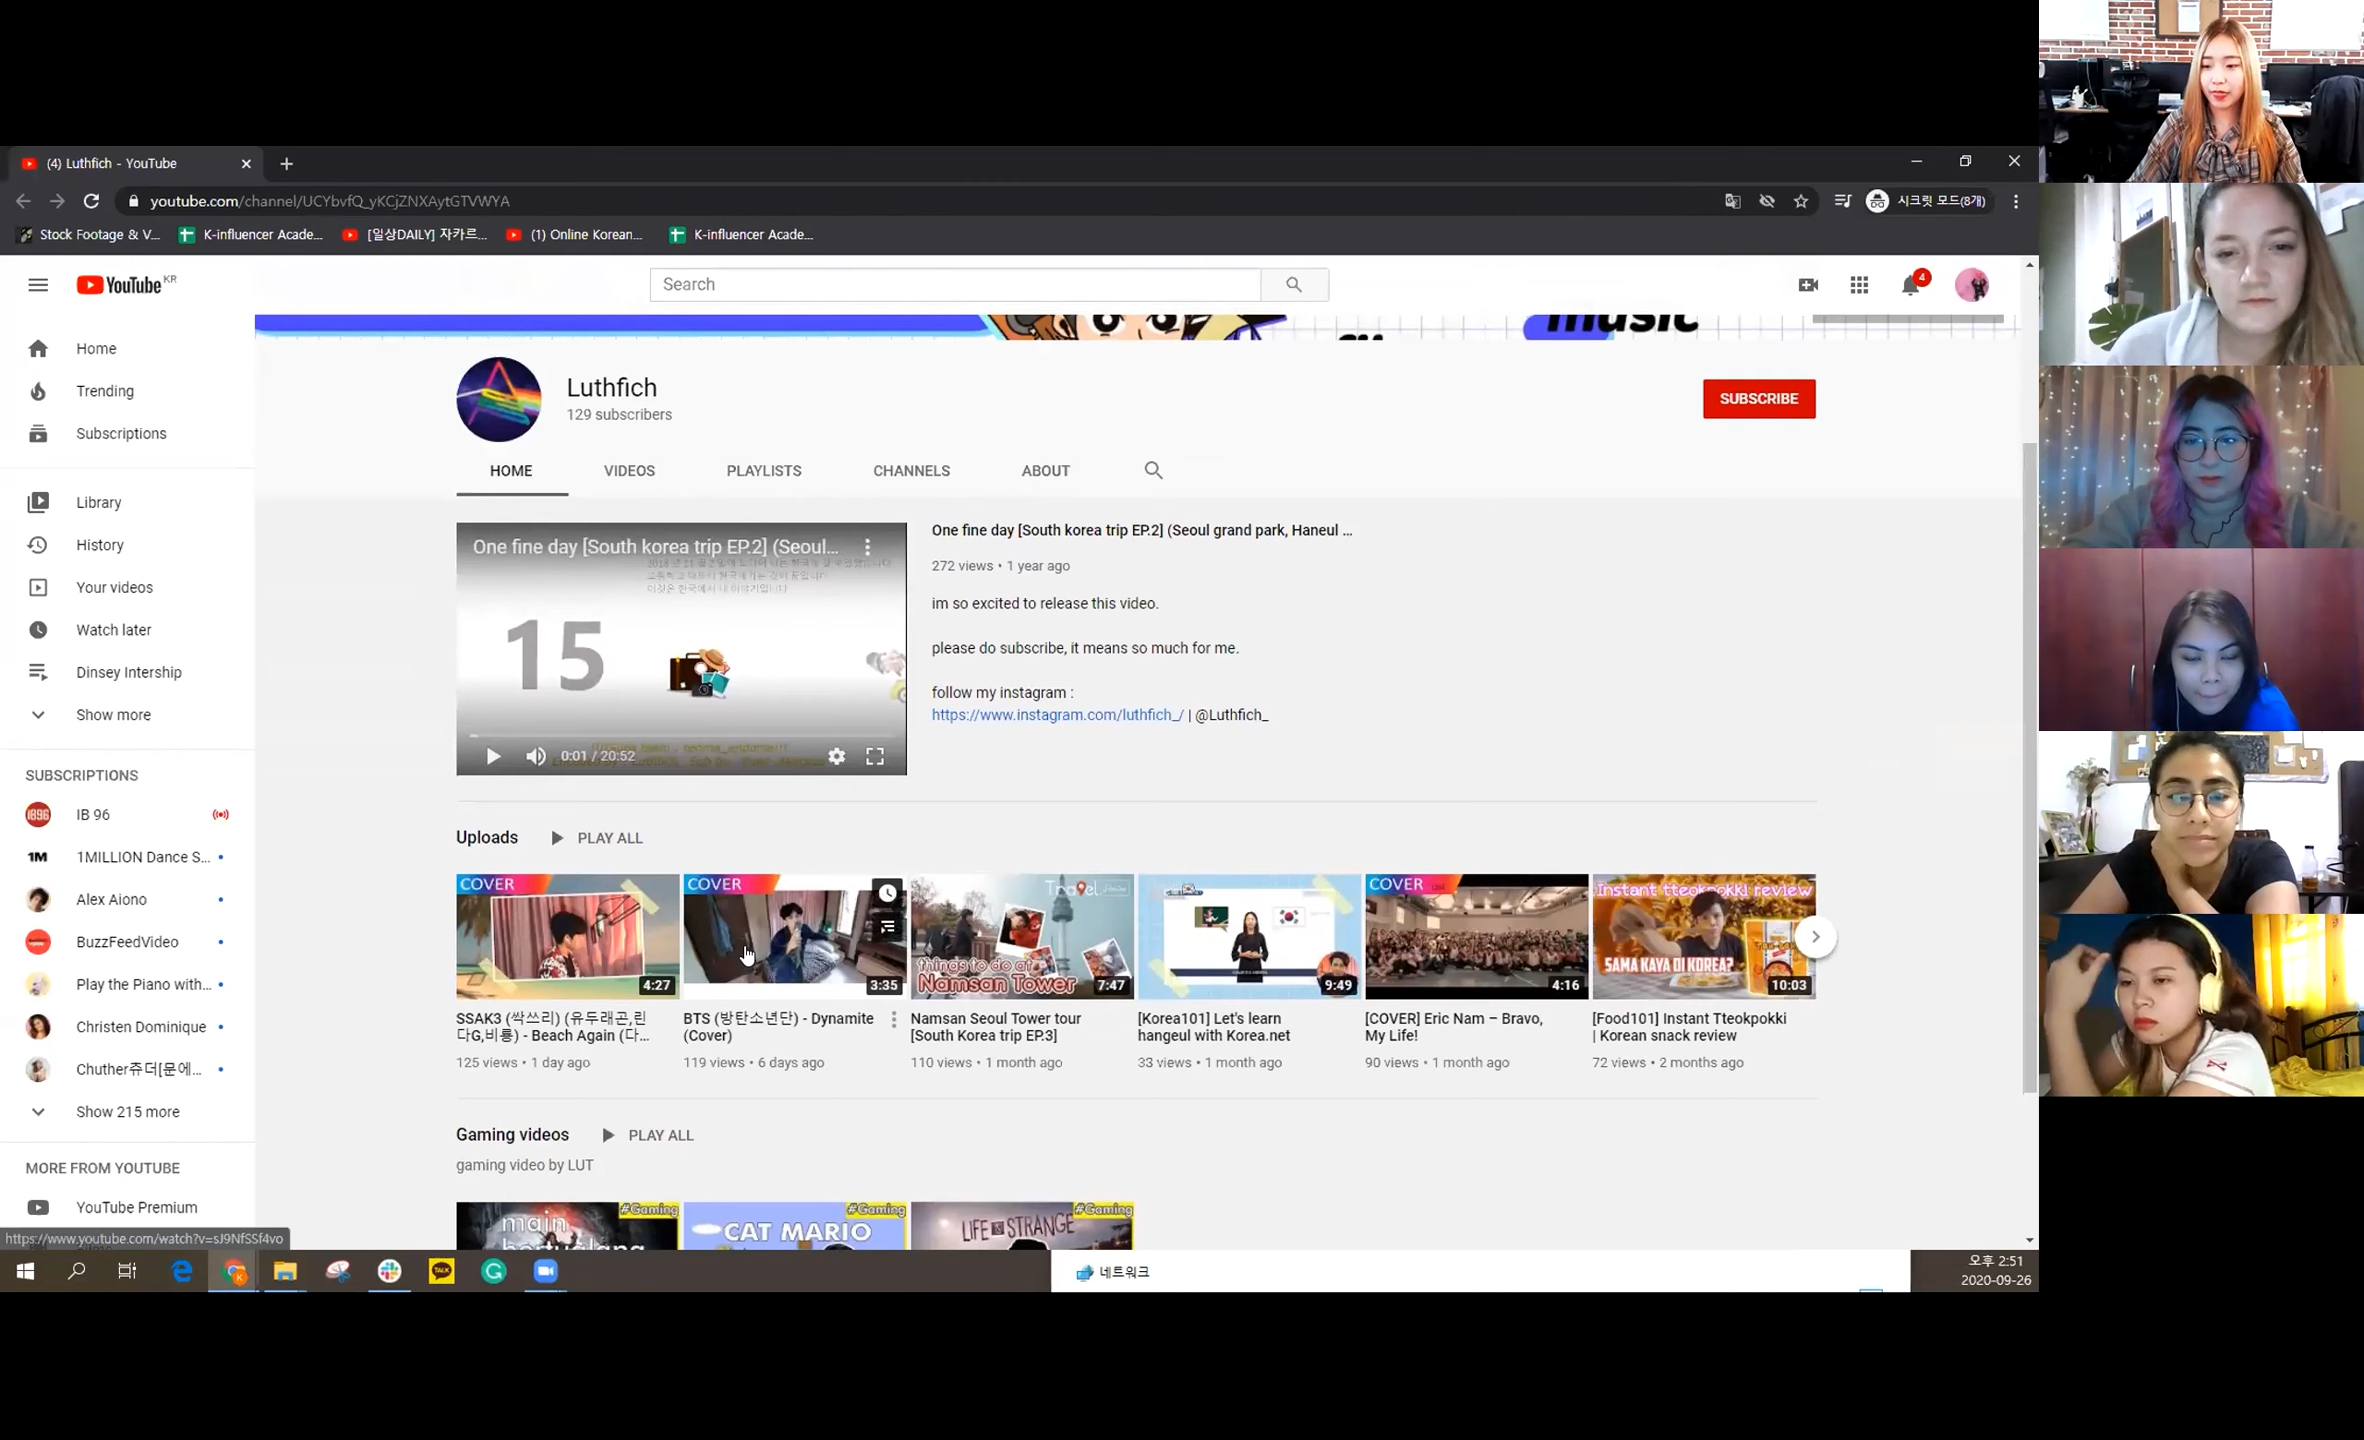 (4) Luthfich - YouTube
youtube.com/channel/UCYbvfQ_yKCjZNXAytGTVWYA
시크릿 모드(8개)
Stock Footage & V...
K-influencer Acade...
[일상DAILY] 자카르...
(1) Online Korean...
K-influencer Acade...
YouTube KR
Search
4
Home
Trending
Subscriptions
Library
History
Your videos
Watch later
Dinsey Intership
Show more
SUBSCRIPTIONS
IB 96
1MILLION Dance S...
Alex Aiono
BuzzFeedVideo
Play the Piano with...
Christen Dominique
Chuther츄더[문에...
Show 215 more
MORE FROM YOUTUBE
YouTube Premium
https://www.youtube.com/watch?v=sJ9NfSSf4vo
music
Luthfich
129 subscribers
SUBSCRIBE
HOME
VIDEOS
PLAYLISTS
CHANNELS
ABOUT
One fine day [South korea trip EP.2] (Seoul...
15
0:01 / 20:52
One fine day [South korea trip EP.2] (Seoul grand park, Haneul ...
272 views • 1 year ago
im so excited to release this video.
please do subscribe, it means so much for me.
follow my instagram :
https://www.instagram.com/luthfich_/ | @Luthfich_
Uploads
PLAY ALL
COVER
4:27
SSAK3 (싹쓰리) (유두래곤,린
다G,비룡) - Beach Again (다...
125 views • 1 day ago
COVER
3:35
BTS (방탄소년단) - Dynamite
(Cover)
119 views • 6 days ago
Travel
things to do at
Namsan Tower
7:47
Namsan Seoul Tower tour
[South Korea trip EP.3]
110 views • 1 month ago
9:49
[Korea101] Let's learn
hangeul with Korea.net
33 views • 1 month ago
COVER
4:16
[COVER] Eric Nam – Bravo,
My Life!
90 views • 1 month ago
Instant tteokpokki review
SAMA KAYA DI KOREA?
10:03
[Food101] Instant Tteokpokki
| Korean snack review
72 views • 2 months ago
Gaming videos
PLAY ALL
gaming video by LUT
#Gaming
main
bertualang
#Gaming
CAT MARIO
#Gaming
LIFE IS STRANGE
TALK
네트워크
오후 2:51
2020-09-26